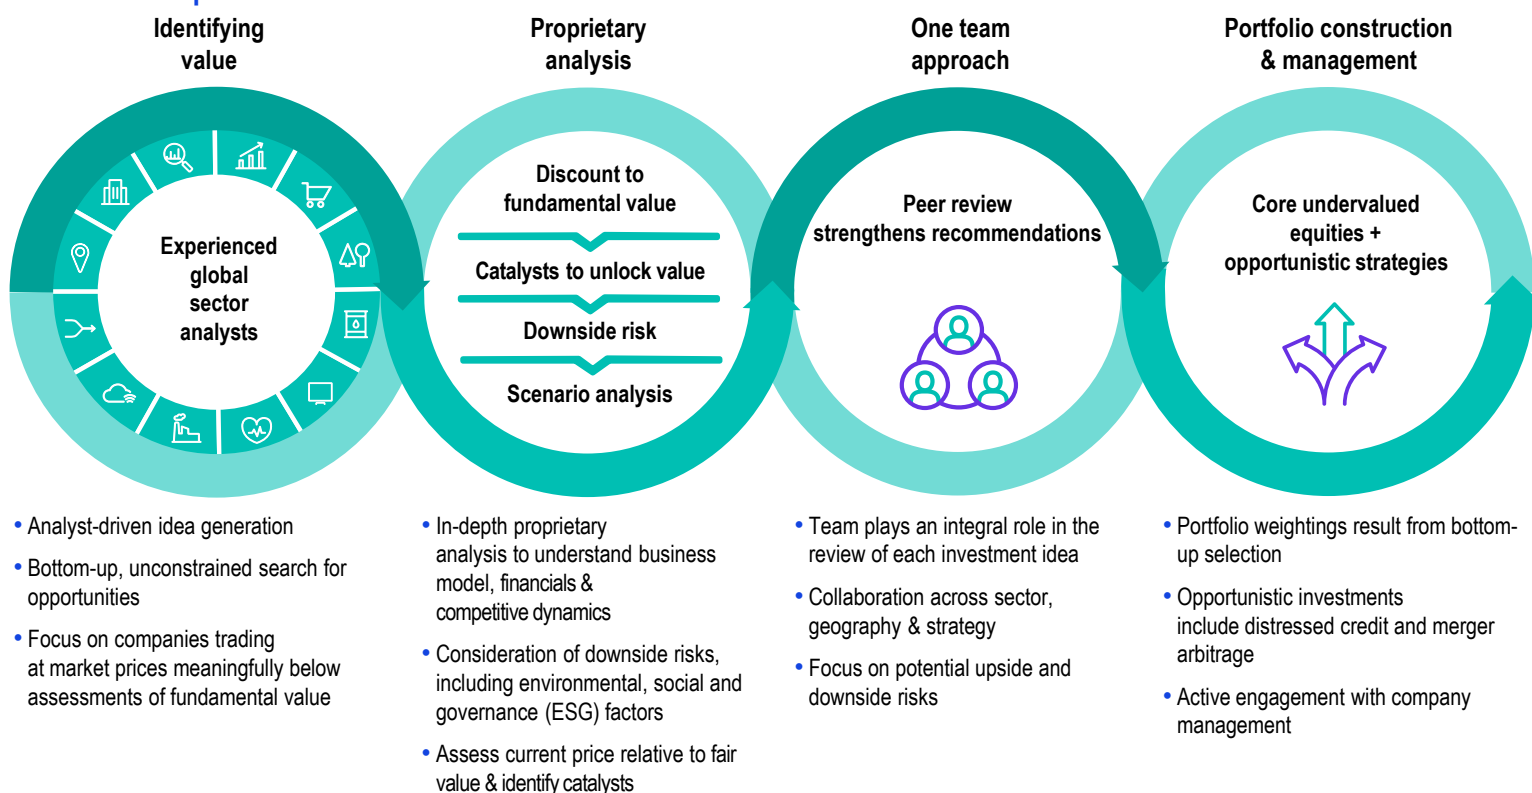 Identifying
value
Experienced
global
sector
analysts
• Analyst-driven idea generation
• Bottom-up, unconstrained search for
opportunities
• Focus on companies trading
at market prices meaningfully below
assessments of fundamental value
Proprietary
analysis
Discount to
fundamental value
Catalysts to unlock value
Downside risk
Scenario analysis
• In-depth proprietary
analysis to understand business
model, financials &
competitive dynamics
• Consideration of downside risks,
including environmental, social and
governance (ESG) factors
• Assess current price relative to fair
value & identify catalysts
One team
approach
Peer review
strengthens recommendations
• Team plays an integral role in the
review of each investment idea
• Collaboration across sector,
geography & strategy
• Focus on potential upside and
downside risks
Portfolio construction
& management
Core undervalued
equities +
opportunistic strategies
• Portfolio weightings result from bottom-
up selection
• Opportunistic investments
include distressed credit and merger
arbitrage
• Active engagement with company
management